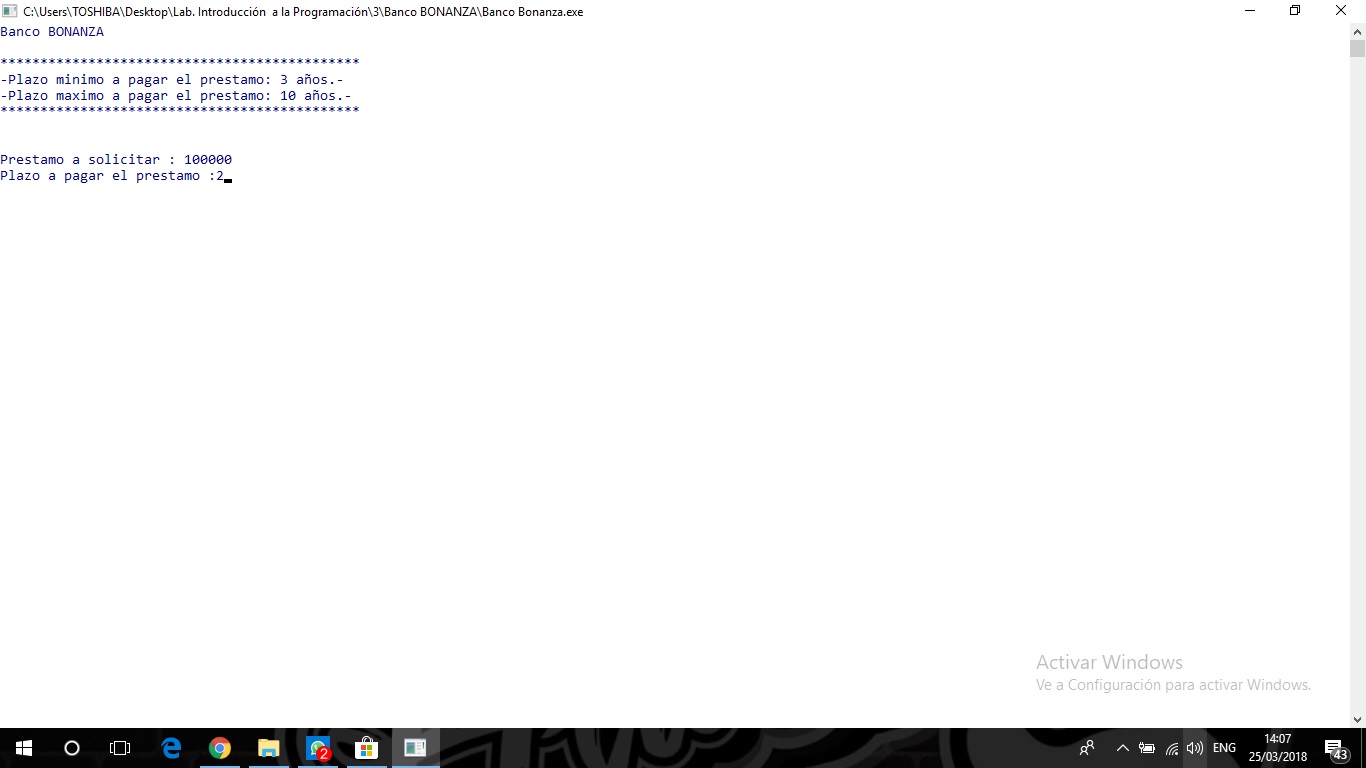 C:\Users\TOSHIBA\Desktop\Lab. Introducción  a la Programación\3\Banco BONANZA\Banco Bonanza.exe
Banco BONANZA
*********************************************
-Plazo minimo a pagar el prestamo: 3 años.-
-Plazo maximo a pagar el prestamo: 10 años.-
*********************************************
Prestamo a solicitar : 100000
Plazo a pagar el prestamo :2
Activar Windows
Ve a Configuración para activar Windows.
2
ENG
14:07
25/03/2018
43